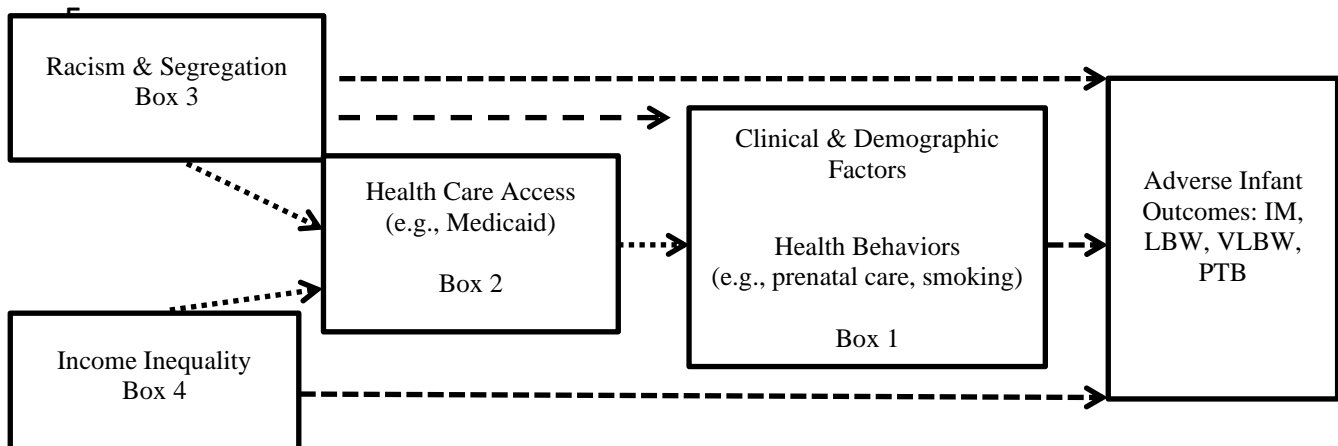 Racism & Segregation
Box 3
Health Care Access
(e.g., Medicaid)
Box 2
Income Inequality
Box 4
Clinical & Demographic
Factors
Health Behaviors
(e.g., prenatal care, smoking)
Box 1
Adverse Infant
Outcomes: IM,
LBW, VLBW,
PTB